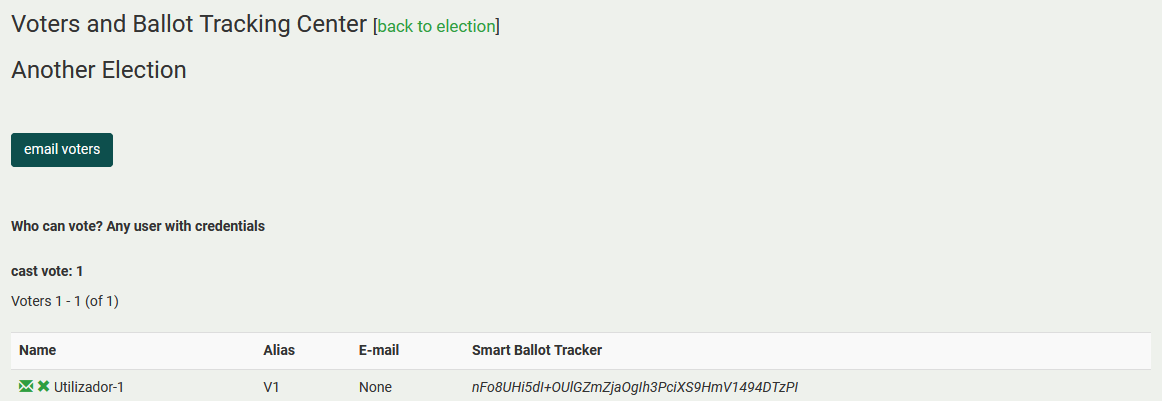 Voters and Ballot Tracking Center [back to election]
Another Election
email voters
Who can vote? Any user with credentials
cast vote: 1
Voters 1 - 1 (of 1)
Name Alias E-mail Smart Ballot Tracker
Utilizador-1 V1 None nFo8UHi5dI+OUlGZmZjaOgIh3PciXS9HmV1494DTzPI